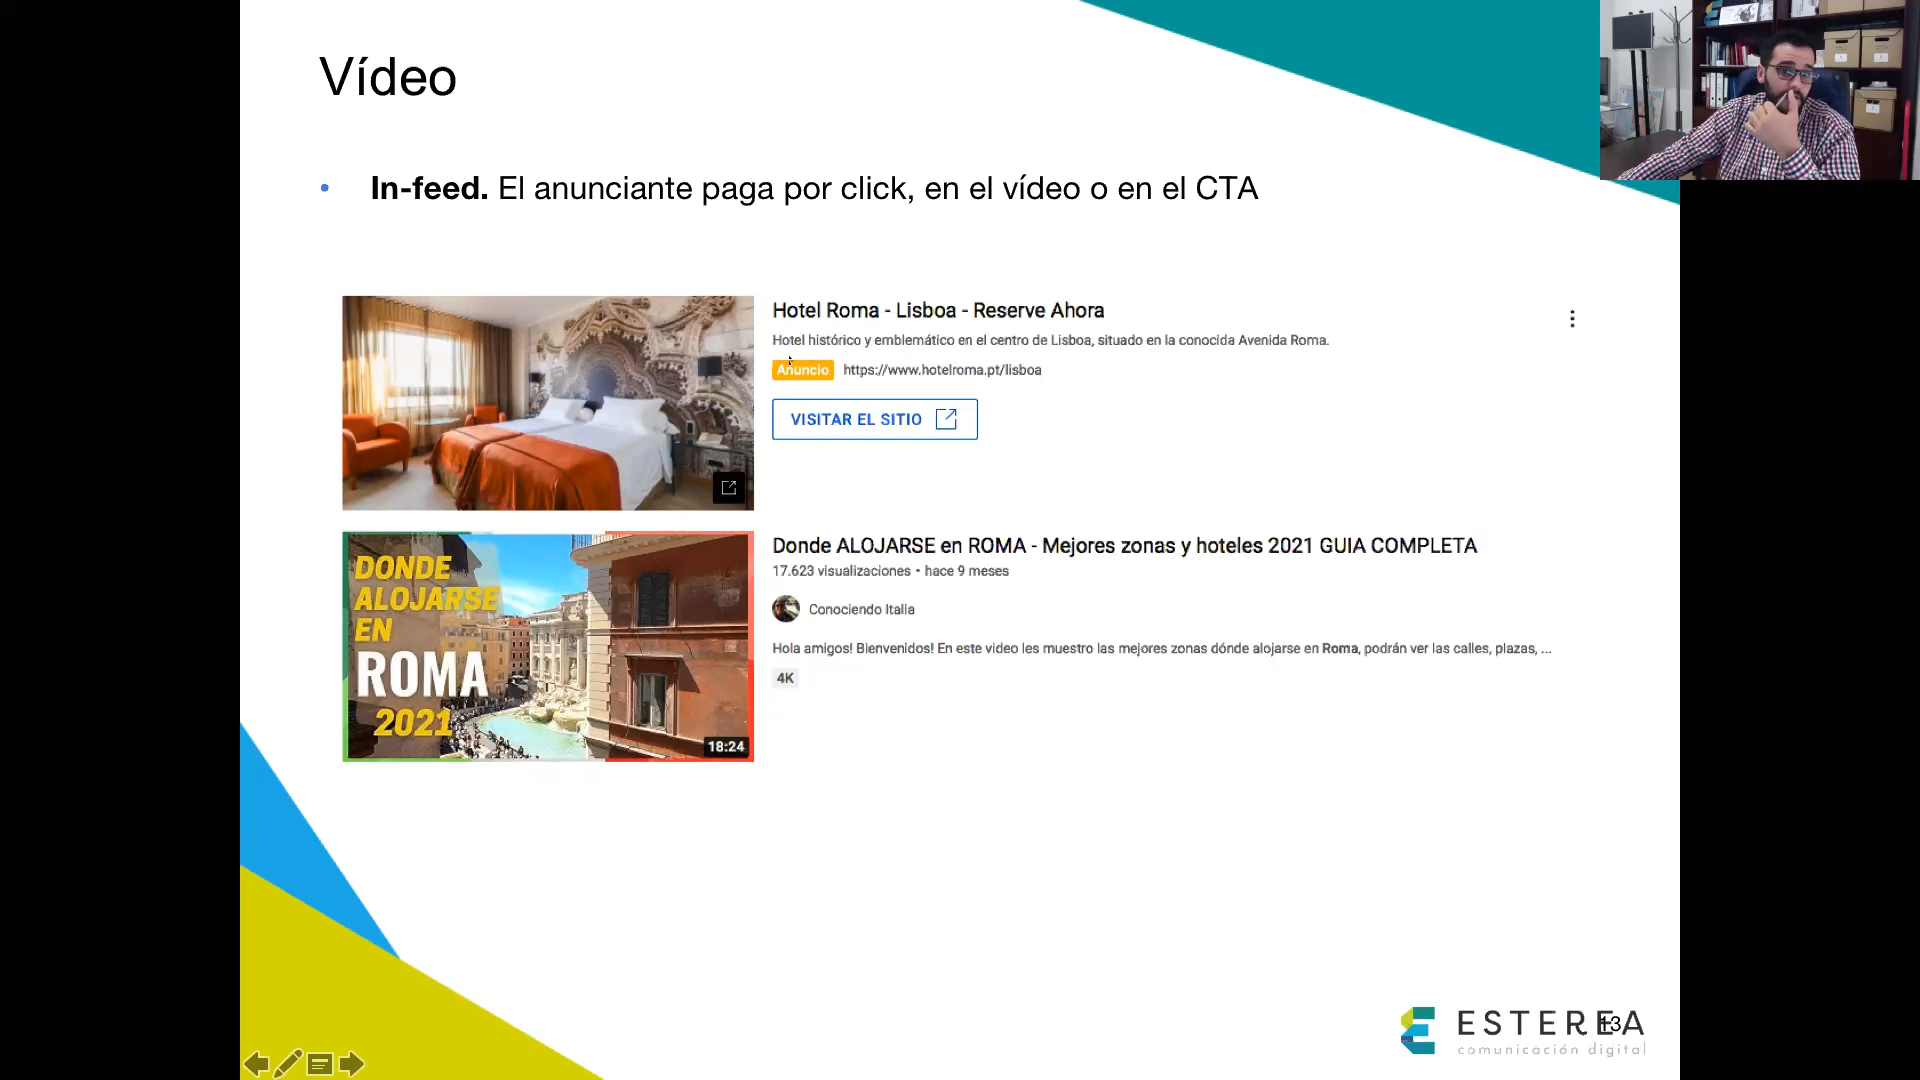 Vídeo
• In-feed. El anunciante paga por click, en el vídeo o en el CTA
Hotel Roma - Lisboa - Reserve Ahora
Hotel histórico y emblemático en el centro de Lisboa, situado en la conocida Avenida Roma.
Anuncio https://www.hotelroma.pt/lisboa
VISITAR EL SITIO
DONDE
ALOJARSE
EN
ROMA
2021
18:24
Donde ALOJARSE en ROMA - Mejores zonas y hoteles 2021 GUIA COMPLETA
17.623 visualizaciones • hace 9 meses
Conociendo Italia
Hola amigos! Bienvenidos! En este video les muestro las mejores zonas dónde alojarse en Roma, podrán ver las calles, plazas, ...
4K
ESTEREA
13
comunicación digital